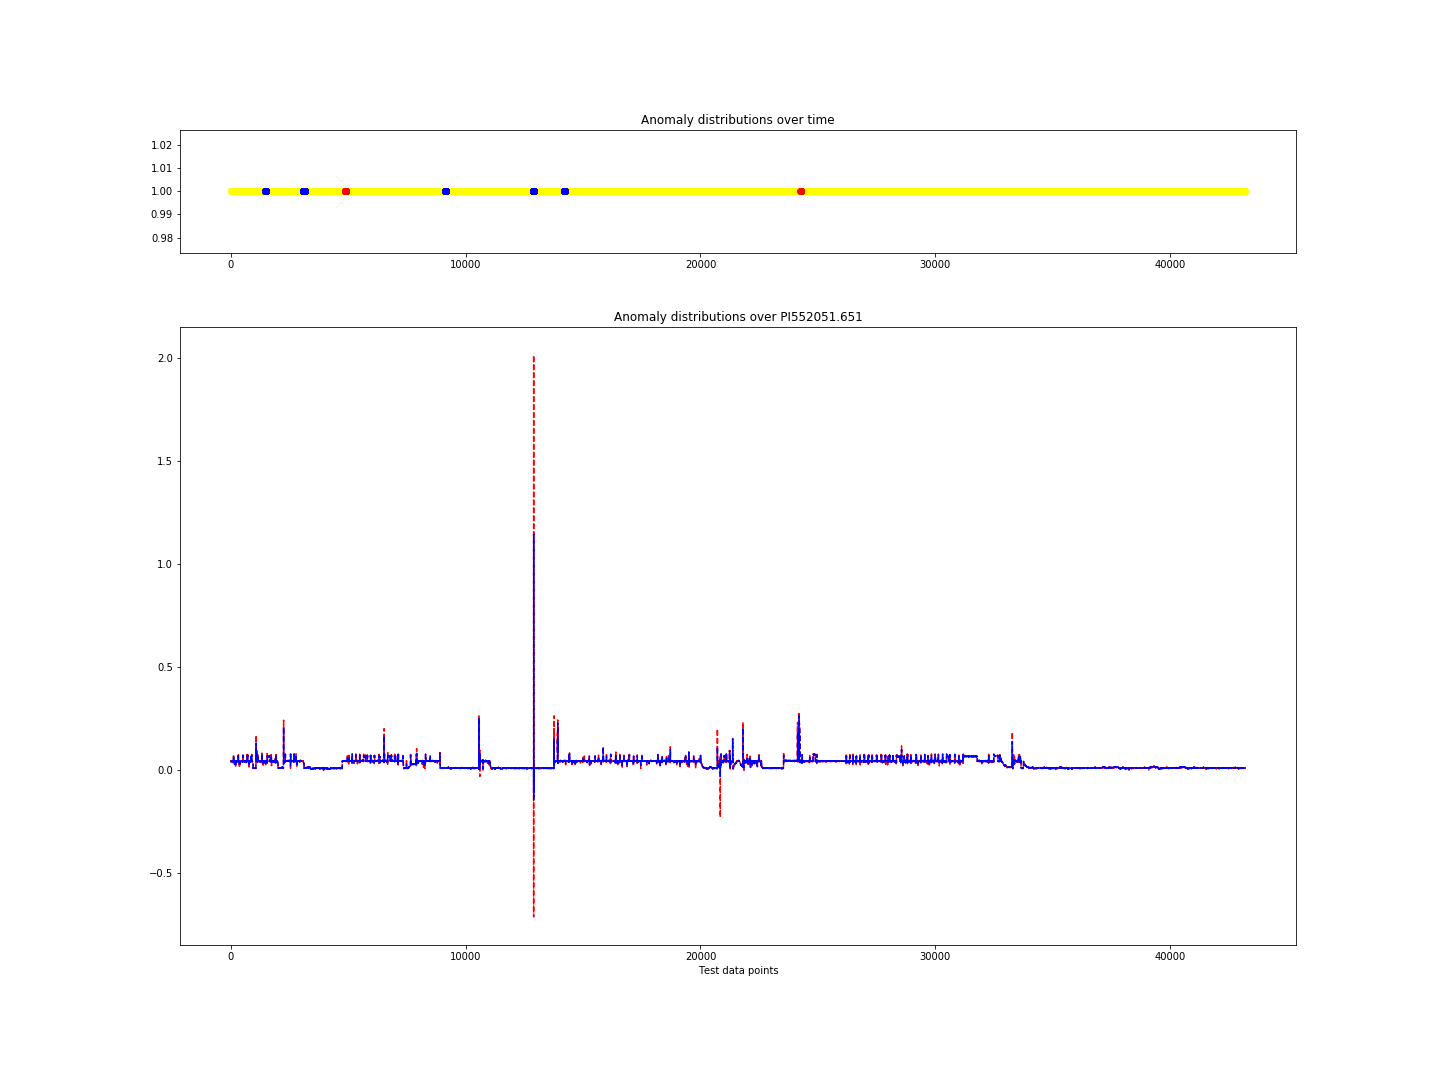 Anomaly distributions over time
1.02
1.01
1.00
0.99
0.98
0 10000 20000 30000 40000
Anomaly distributions over PI552051.651
2.0
1.5
1.0
0.5
0.0
−0.5
0 10000 20000 30000 40000
Test data points